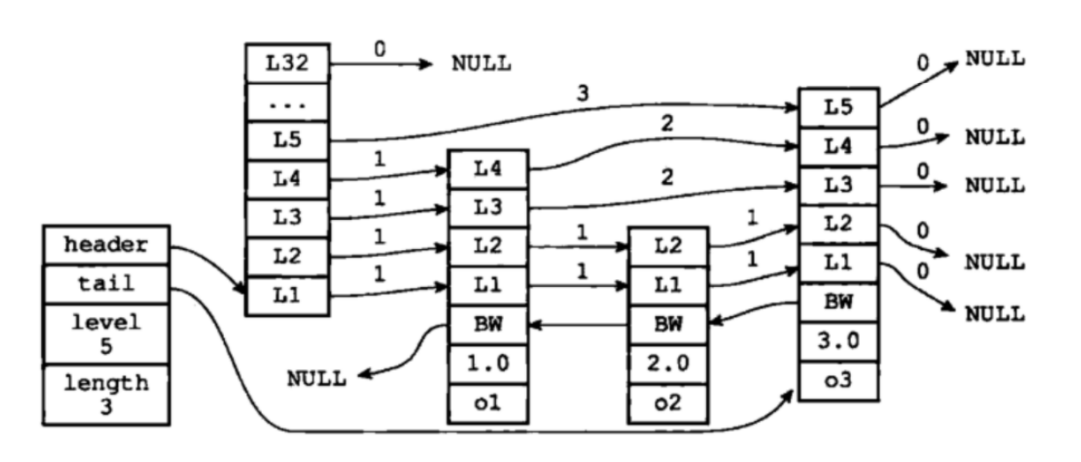 header
tail
level
5
length
3
L32
...
L5
L4
L3
L2
L1
0
NULL
3
1
1
1
1
L4
L3
L2
L1
BW
1.0
o1
NULL
2
2
1
1
L2
L1
BW
2.0
o2
1
1
L5
L4
L3
L2
L1
BW
3.0
o3
0
NULL
0
NULL
0
NULL
0
NULL
0
NULL